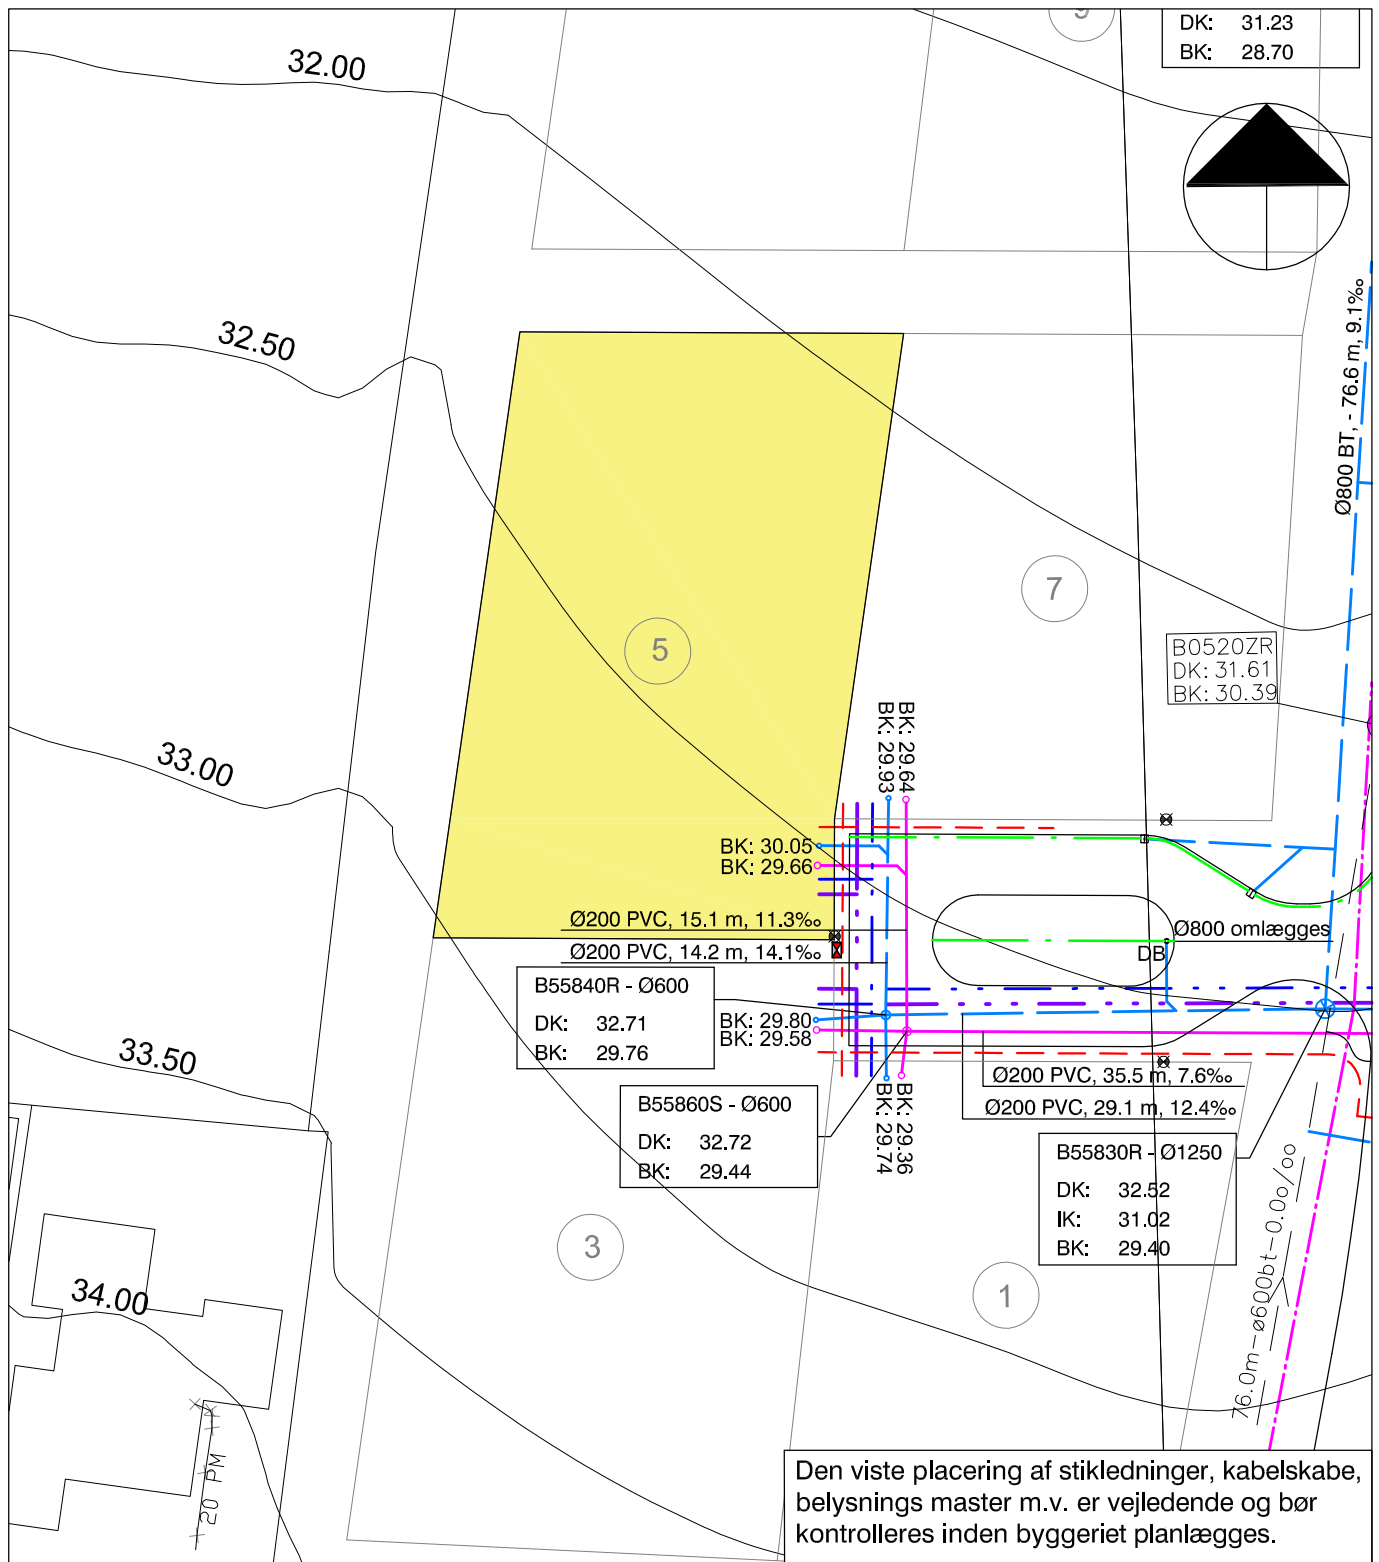 9
DK: 31.23
BK: 28.70
32.00
32.50
Ø800 BT, - 76.6 m, 9.1‰
7
5
B0520ZR
DK: 31.61
BK: 30.39
33.00
BK: 29.64
BK: 29.93
BK: 30.05
BK: 29.66
Ø200 PVC, 15.1 m, 11.3‰
Ø800 omlægges
Ø200 PVC, 14.2 m, 14.1‰
DB
B55840R - Ø600
DK: 32.71
BK: 29.76
BK: 29.80
BK: 29.58
33.50
Ø200 PVC, 35.5 m, 7.6‰
Ø200 PVC, 29.1 m, 12.4‰
B55860S - Ø600
DK: 32.72
BK: 29.44
BK: 29.36
BK: 29.74
B55830R - Ø1250
DK: 32.52
IK: 31.02
BK: 29.40
3
1
34.00
76.0m-ø600bt-0.0o/oo
20 PM
Den viste placering af stikledninger, kabelskabe,
belysnings master m.v. er vejledende og bør
kontrolleres inden byggeriet planlægges.